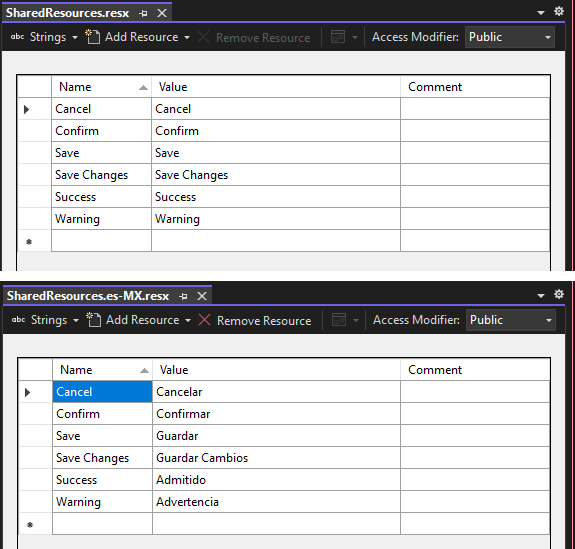 SharedResources.resx
abc Strings Add Resource Remove Resource Access Modifier: Public
Name Value Comment
Cancel Cancel
Confirm Confirm
Save Save
Save Changes Save Changes
Success Success
Warning Warning
SharedResources.es-MX.resx
abc Strings Add Resource Remove Resource Access Modifier: Public
Name Value Comment
Cancel Cancelar
Confirm Confirmar
Save Guardar
Save Changes Guardar Cambios
Success Admitido
Warning Advertencia